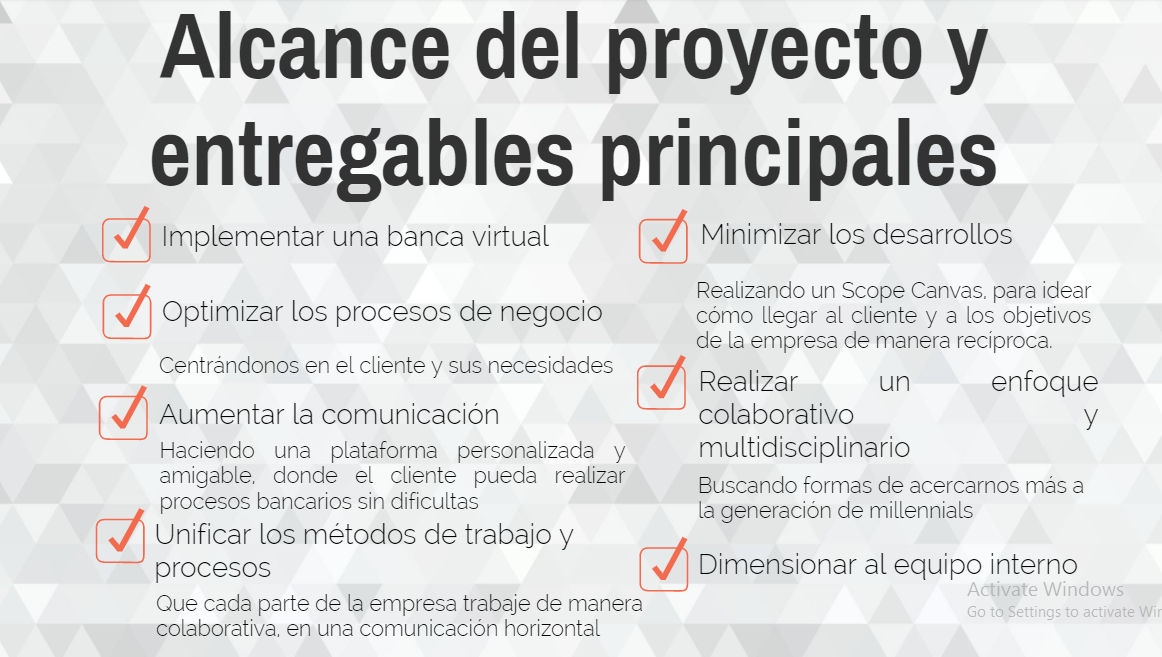 Alcance del proyecto y
entregables principales
Implementar una banca virtual
Optimizar los procesos de negocio
Centrándonos en el cliente y sus necesidades
Aumentar la comunicación
Haciendo una plataforma personalizada y
amigable, donde el cliente pueda realizar
procesos bancarios sin dificultas
Unificar los métodos de trabajo y
procesos
Que cada parte de la empresa trabaje de manera
colaborativa, en una comunicación horizontal
Minimizar los desarrollos
Realizando un Scope Canvas, para idear
cómo llegar al cliente y a los objetivos
de la empresa de manera recíproca.
Realizar un enfoque
colaborativo y
multidisciplinario
Buscando formas de acercarnos más a
la generación de millennials
Dimensionar al equipo interno
Activate Windows
Go to Settings to activate Wir